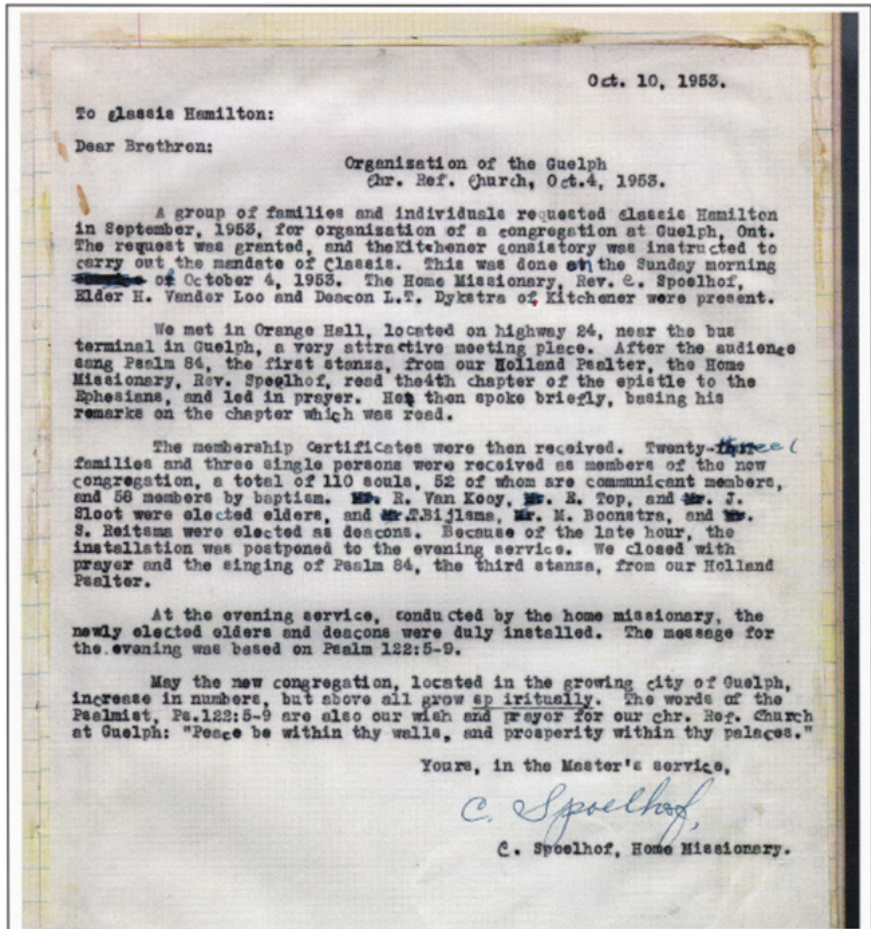 Oct. 10, 1953.
To Classis Hamilton:
Dear Brethren:
Organization of the Guelph
Chr. Ref. Church, Oct.4, 1953.
A group of families and individuals requested Classis Hamilton
in September, 1953, for organization of a congregation at Guelph, Ont.
The request was granted, and theKitchener consistory was instructed to
carry out the mandate of Classis. This was done on the Sunday morning
of October 4, 1953. The Home Missionary, Rev. C. Spoelhof,
Elder H. Vander Loo and Deacon L.T. Dykstra of Kitchener were present.
We met in Orange Hall, located on highway 24, near the bus
terminal in Guelph, a very attractive meeting place. After the audience
sang Psalm 84, the first stanza, from our Holland Psalter, the Home
Missionary, Rev. Spoelhof, read the4th chapter of the epistle to the
Ephesians, and led in prayer. He then spoke briefly, basing his
remarks on the chapter which was read.
The membership certificates were then received. Twenty-three
families and three single persons were received as members of the new
congregation, a total of 110 souls, 52 of whom are communicant members,
and 58 members by baptism. R. Van Kooy, E. Top, and J.
Sloot were elected elders, and T.Bijlsma, M. Boonstra, and
S. Reitsma were elected as deacons. Because of the late hour, the
installation was postponed to the evening service. We closed with
prayer and the singing of Psalm 84, the third stanza, from our Holland
Psalter.
At the evening service, conducted by the home missionary, the
newly elected elders and deacons were duly installed. The message for
the evening was based on Psalm 122:5-9.
May the new congregation, located in the growing city of Guelph,
increase in numbers, but above all grow sp iritually. The words of the
Psalmist, Ps.122:5-9 are also our wish and prayer for our chr. Ref. Church
at Guelph: "Peace be within thy walls, and prosperity within thy palaces."
Yours, in the Master's service,
C. Spoelhof,
C. Spoelhof, Home Missionary.